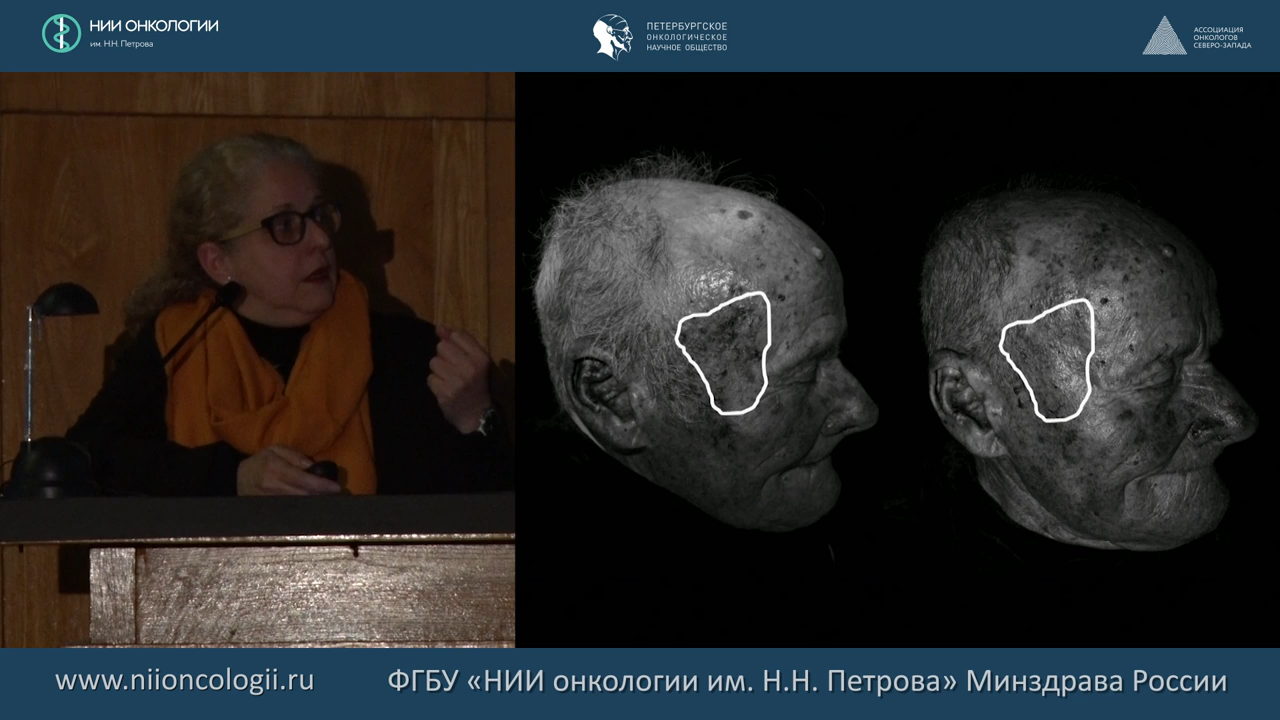 НИИ ОНКОЛОГИИ
им. Н.Н. Петрова
ПЕТЕРБУРГСКОЕ
ОНКОЛОГИЧЕСКОЕ
НАУЧНОЕ ОБЩЕСТВО
АССОЦИАЦИЯ
ОНКОЛОГОВ
СЕВЕРО-ЗАПАДА
www.niioncologii.ru
ФГБУ «НИИ онкологии им. Н.Н. Петрова» Минздрава России